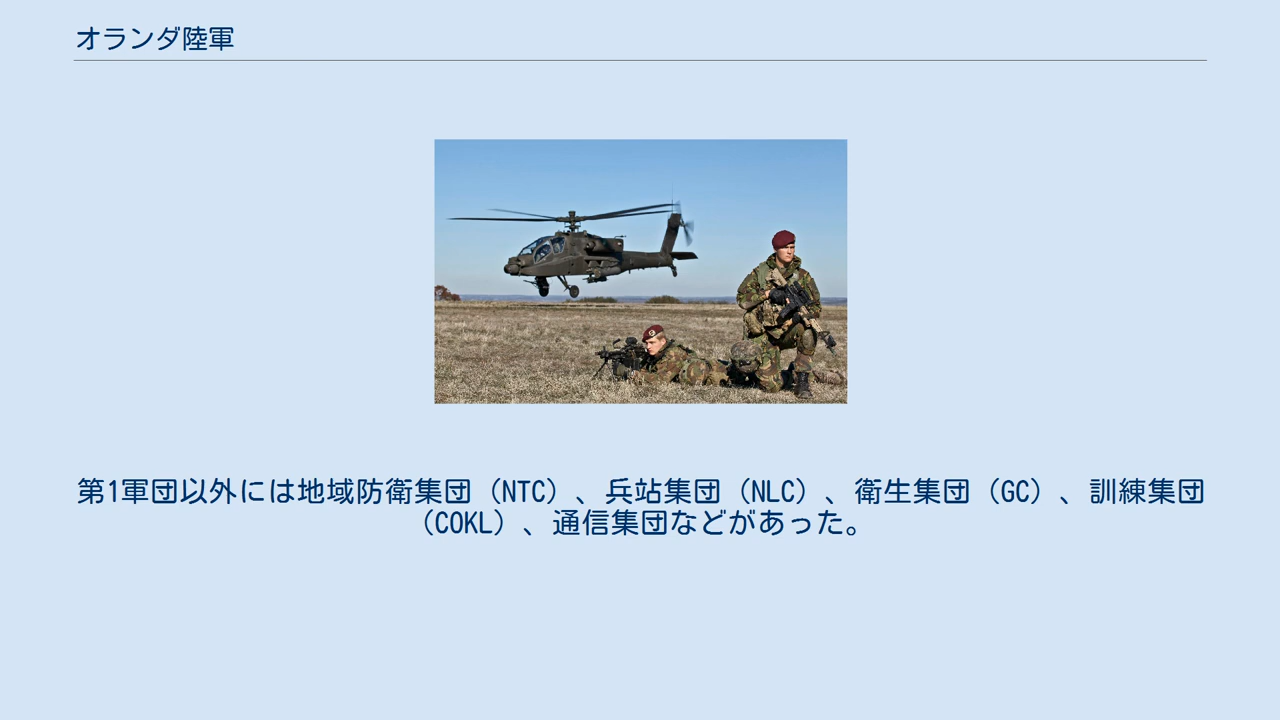 オランダ陸軍
第1軍団以外には地域防衛集団（NTC）、兵站集団（NLC）、衛生集団（GC）、訓練集団
（COKL）、通信集団などがあった。